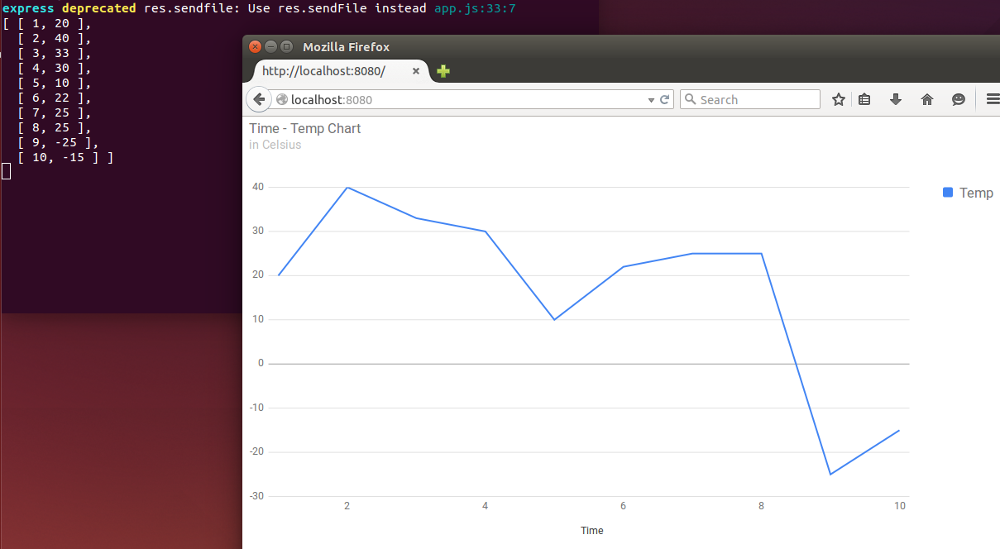 express deprecated res.sendfile: Use res.sendFile instead app.js:33:7
[ [ 1, 20 ],
[ 2, 40 ],
[ 3, 33 ],
[ 4, 30 ],
[ 5, 10 ],
[ 6, 22 ],
[ 7, 25 ],
[ 8, 25 ],
[ 9, -25 ],
[ 10, -15 ] ]
Mozilla Firefox
http://localhost:8080/
localhost:8080
Search
Time - Temp Chart
in Celsius
40
30
20
10
0
-10
-20
-30
Temp
2 4 6 8 10
Time